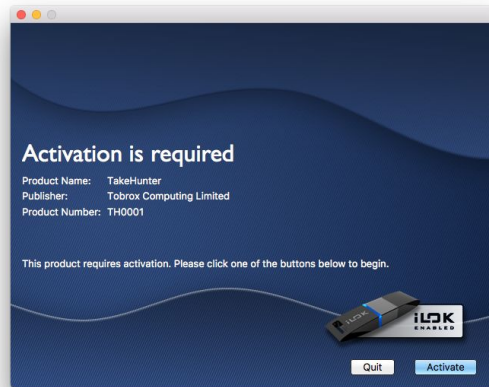 Activation is required
Product Name: TakeHunter
Publisher: Tobrox Computing Limited
Product Number: TH0001
This product requires activation. Please click one of the buttons below to begin.
iLOK
iLOK
ENABLED
Quit Activate